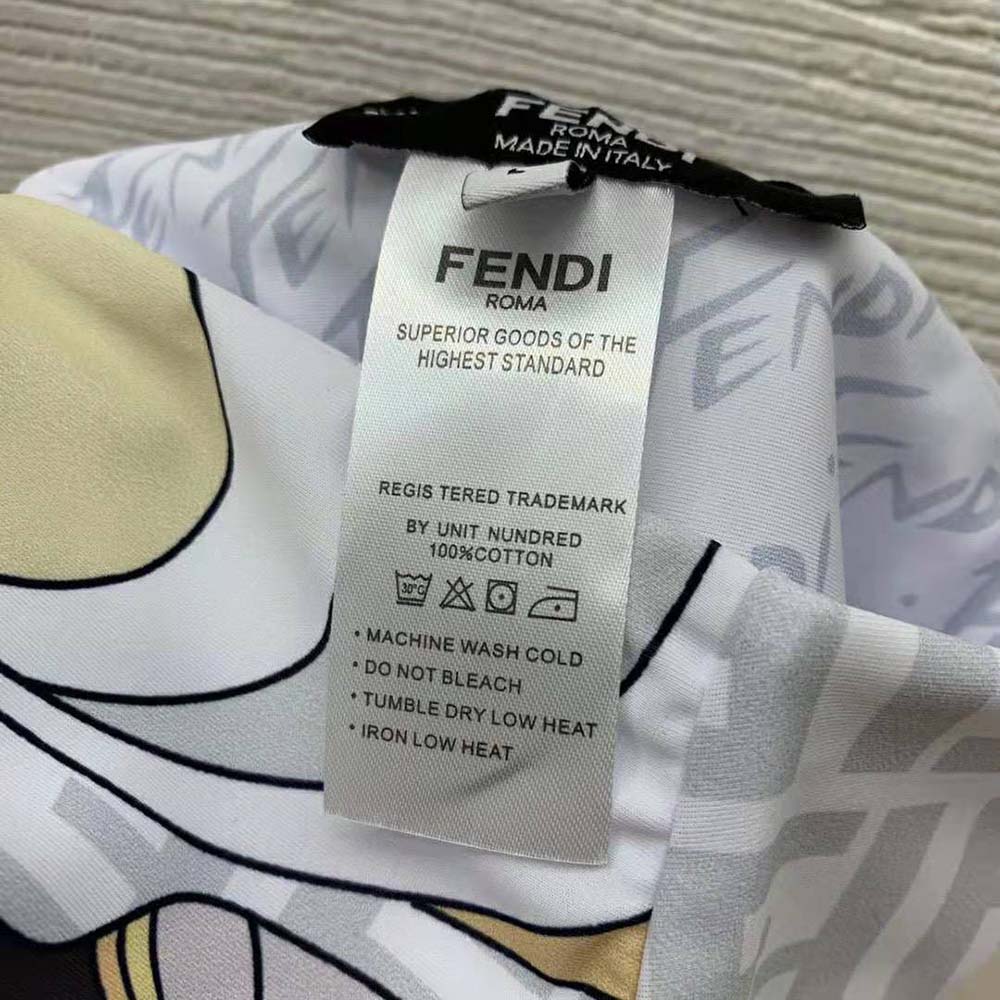 FENDI
ROMA
MADE IN ITALY
FENDI
ROMA
SUPERIOR GOODS OF THE
HIGHEST STANDARD
REGIS TERED TRADEMARK
BY UNIT NUNDRED
100%COTTON
30°C
• MACHINE WASH COLD
• DO NOT BLEACH
• TUMBLE DRY LOW HEAT
• IRON LOW HEAT